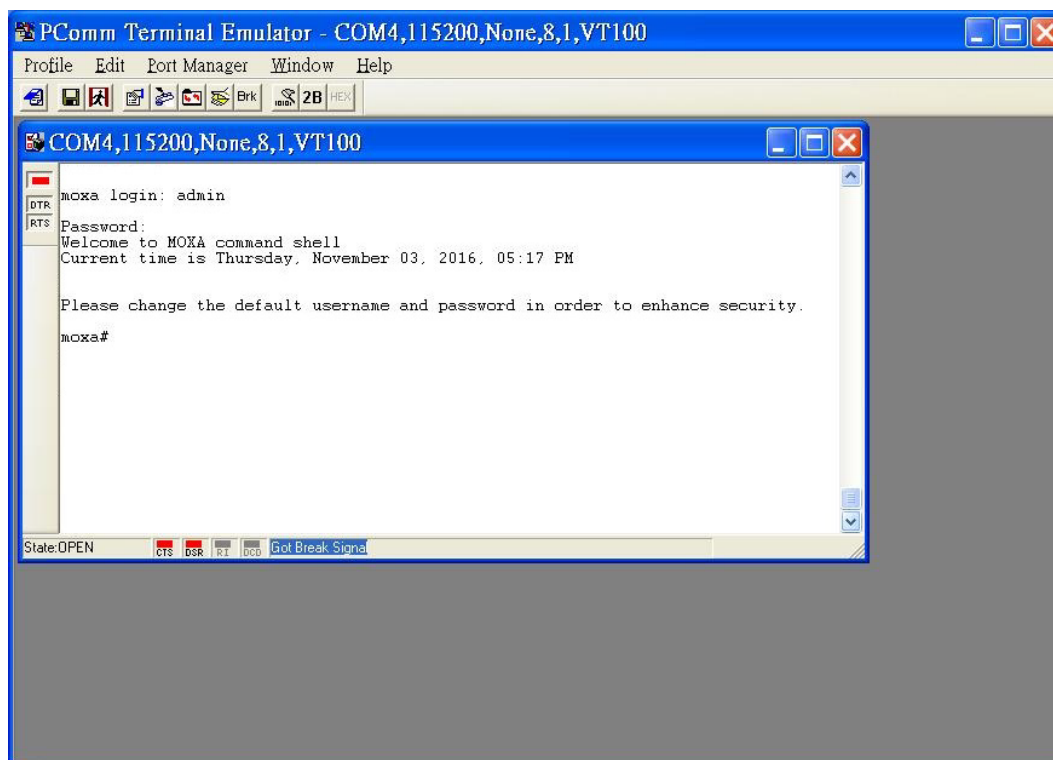 PComm Terminal Emulator - COM4,115200,None,8,1,VT100
Profile Edit Port Manager Window Help
Brk 2B HEX
COM4,115200,None,8,1,VT100
DTR
RTS
moxa login: admin
Password:
Welcome to MOXA command shell
Current time is Thursday, November 03, 2016, 05:17 PM
Please change the default username and password in order to enhance security.
moxa#
State:OPEN CTS DSR RI DCD Got Break Signal